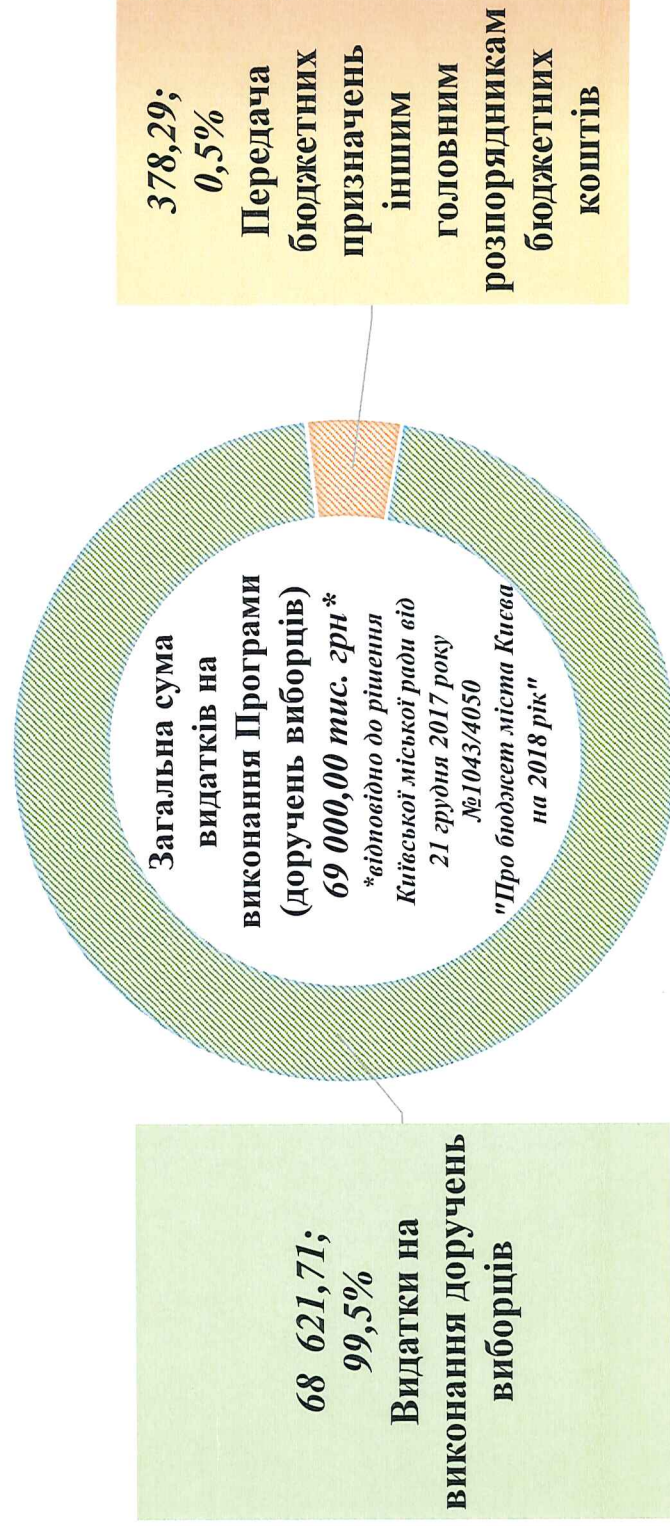 68 621,71;
99,5%
Видатки на
виконання доручень
виборців
Загальна сума
видатків на
виконання Програми
(доручень виборців)
69 000,00 тис. грн*
*відповідно до рішення
Київської міської ради від
21 грудня 2017 року
№1043/4050
"Про бюджет міста Києва
на 2018 рік"
378,29;
0,5%
Передача
бюджетних
призначень
іншим
головним
розпорядникам
бюджетних
коштів